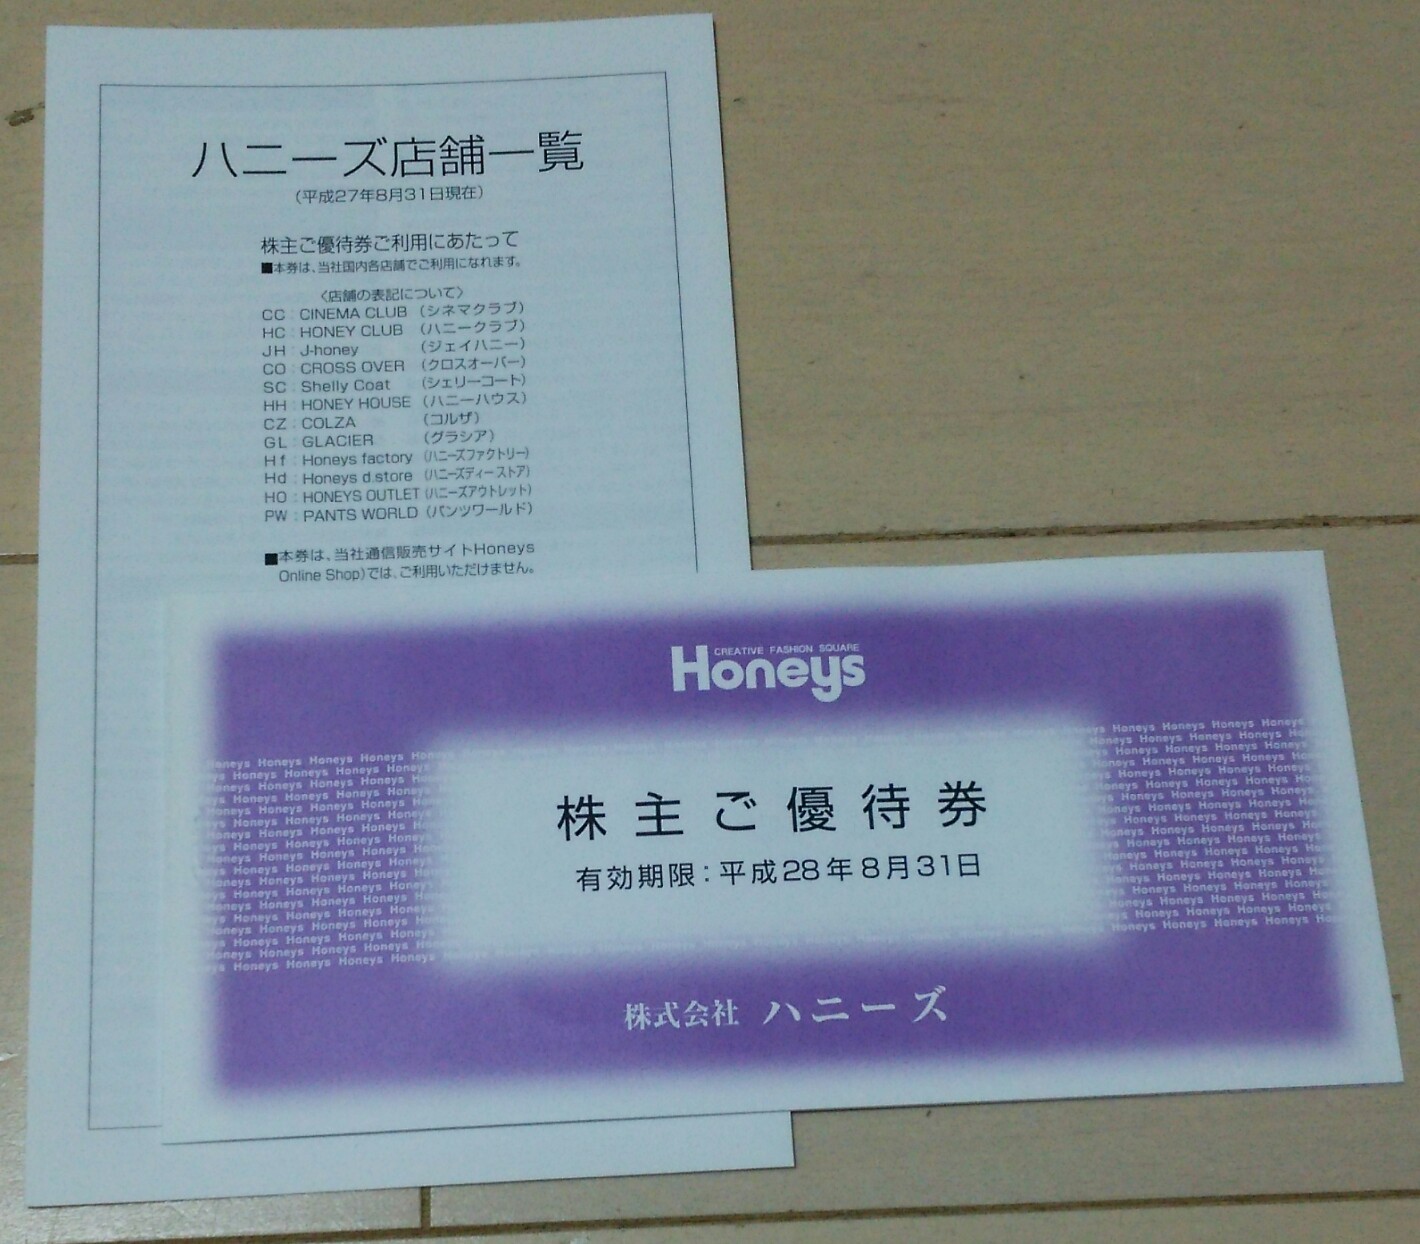 ハニーズ店舗一覧
(平成27年8月31日現在)
株主ご優待券ご利用にあたって
■本券は、当社国内各店舗でご利用になれます。
〈店舗の表記について〉
CC : CINEMA CLUB (シネマクラブ)
HC : HONEY CLUB (ハニークラブ)
JH : J-honey (ジェイハニー)
CO : CROSS OVER (クロスオーバー)
SC : Shelly Coat (シェリーコート)
HH : HONEY HOUSE (ハニーハウス)
CZ : COLZA (コルザ)
GL : GLACIER (グラシア)
Hf : Honeys factory (ハニーズファクトリー)
Hd : Honeys d.store (ハニーズディーストア)
HO : HONEYS OUTLET (ハニーズアウトレット)
PW : PANTS WORLD (パンツワールド)
■本券は、当社通信販売サイトHoneys
Online Shop)では、ご利用いただけません。
CREATIVE FASHION SQUARE
Honeys
株主ご優待券
有効期限:平成28年8月31日
株式会社 ハニーズ